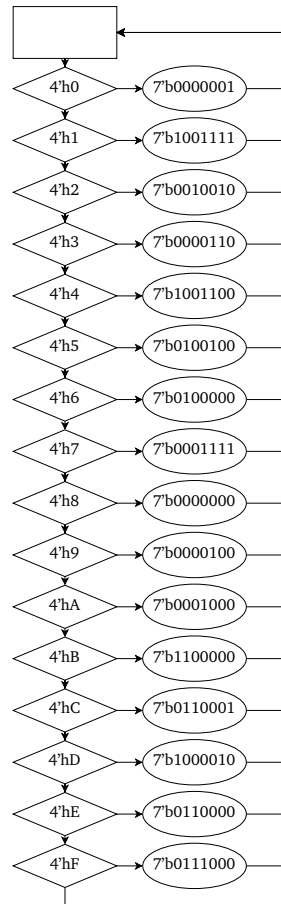 4'h0 7'b0000001
4'h1 7'b1001111
4'h2 7'b0010010
4'h3 7'b0000110
4'h4 7'b1001100
4'h5 7'b0100100
4'h6 7'b0100000
4'h7 7'b0001111
4'h8 7'b0000000
4'h9 7'b0000100
4'hA 7'b0001000
4'hB 7'b1100000
4'hC 7'b0110001
4'hD 7'b1000010
4'hE 7'b0110000
4'hF 7'b0111000